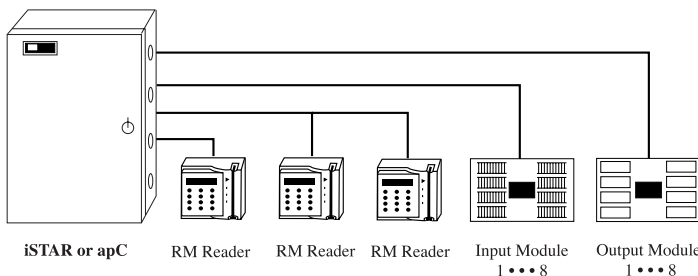 iSTAR or apC
RM Reader
RM Reader
RM Reader
Input Module
1 • • • 8
Output Module
1 • • • 8